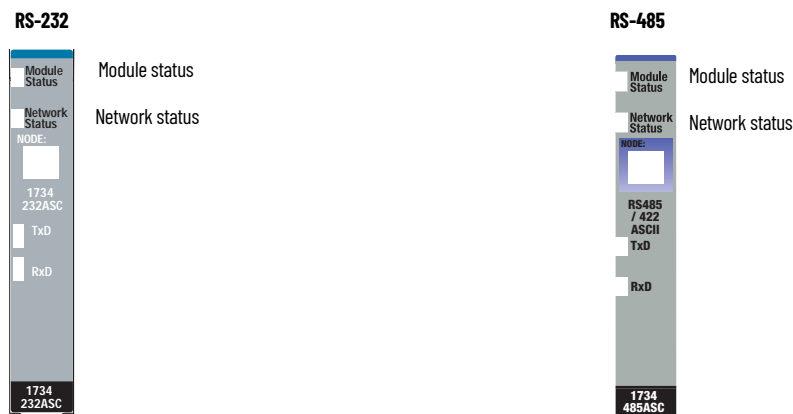 RS-232
Module
Status
Module status
Network
Status
Network status
NODE:
1734
232ASC
TxD
RxD
1734
232ASC
RS-485
Module
Status
Module status
Network
Status
Network status
NODE:
RS485
/ 422
ASCII
TxD
RxD
1734
485ASC